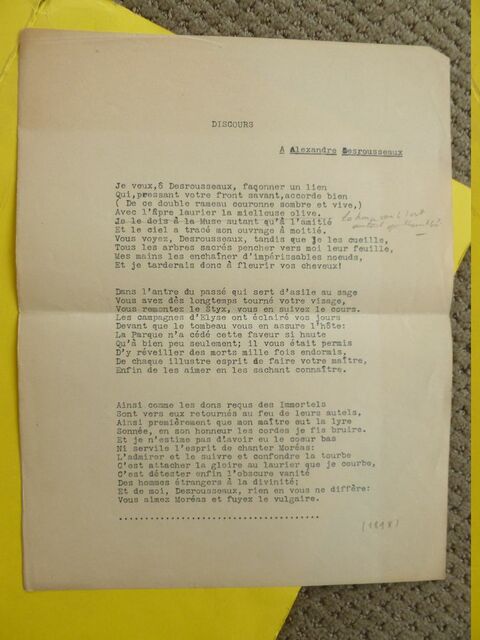 DISCOURS
A Alexandre Desrousseaux
Je veux,ô Desrousseaux, façonner un lien
Qui,pressant votre front savant,accorde bien
( De ce double rameau couronne sombre et vive,)
Avec l'âpre laurier la mielleuse olive.
Je le dois à la Muse autant qu'à l'amitié
Et le ciel a tracé mon ouvrage à moitié.
Vous voyez, Desrousseaux, tandis que je les cueille,
Tous les arbres sacrés pencher vers moi leur feuille,
Mes mains les enchaîner d'impérissables noeuds,
Et je tarderais donc à fleurir vos cheveux!
Dans l'antre du passé qui sert d'asile au sage
Vous avez dès longtemps tourné votre visage,
Vous remontez le Styx, vous en suivez le cours.
Les campagnes d'Elyse ont éclairé vos jours
Devant que le tombeau vous en assure l'hôte:
La Parque n'a cédé cette faveur si haute
Qu'à bien peu seulement; il vous était permis
D'y réveiller des morts mille fois endormis,
De chaque illustre esprit de faire votre maître,
Enfin de les aimer en les sachant connaître.
Ainsi comme les dons reçus des Immortels
Sont vers eux retournés au feu de leurs autels,
Ainsi premièrement que mon maître eut la lyre
Sonnée, en son honneur les cordes je fis bruire.
Et je n'estime pas d'avoir eu le coeur bas
Ni servile l'esprit de chanter Moréas:
L'admirer et le suivre et confondre la tourbe
C'est attacher la gloire au laurier que je courbe,
C'est détester enfin l'obscure vanité
Des hommes étrangers à la divinité;
Et de moi, Desrousseaux, rien en vous ne diffère:
Vous aimez Moréas et fuyez le vulgaire.
......................................
(1898)